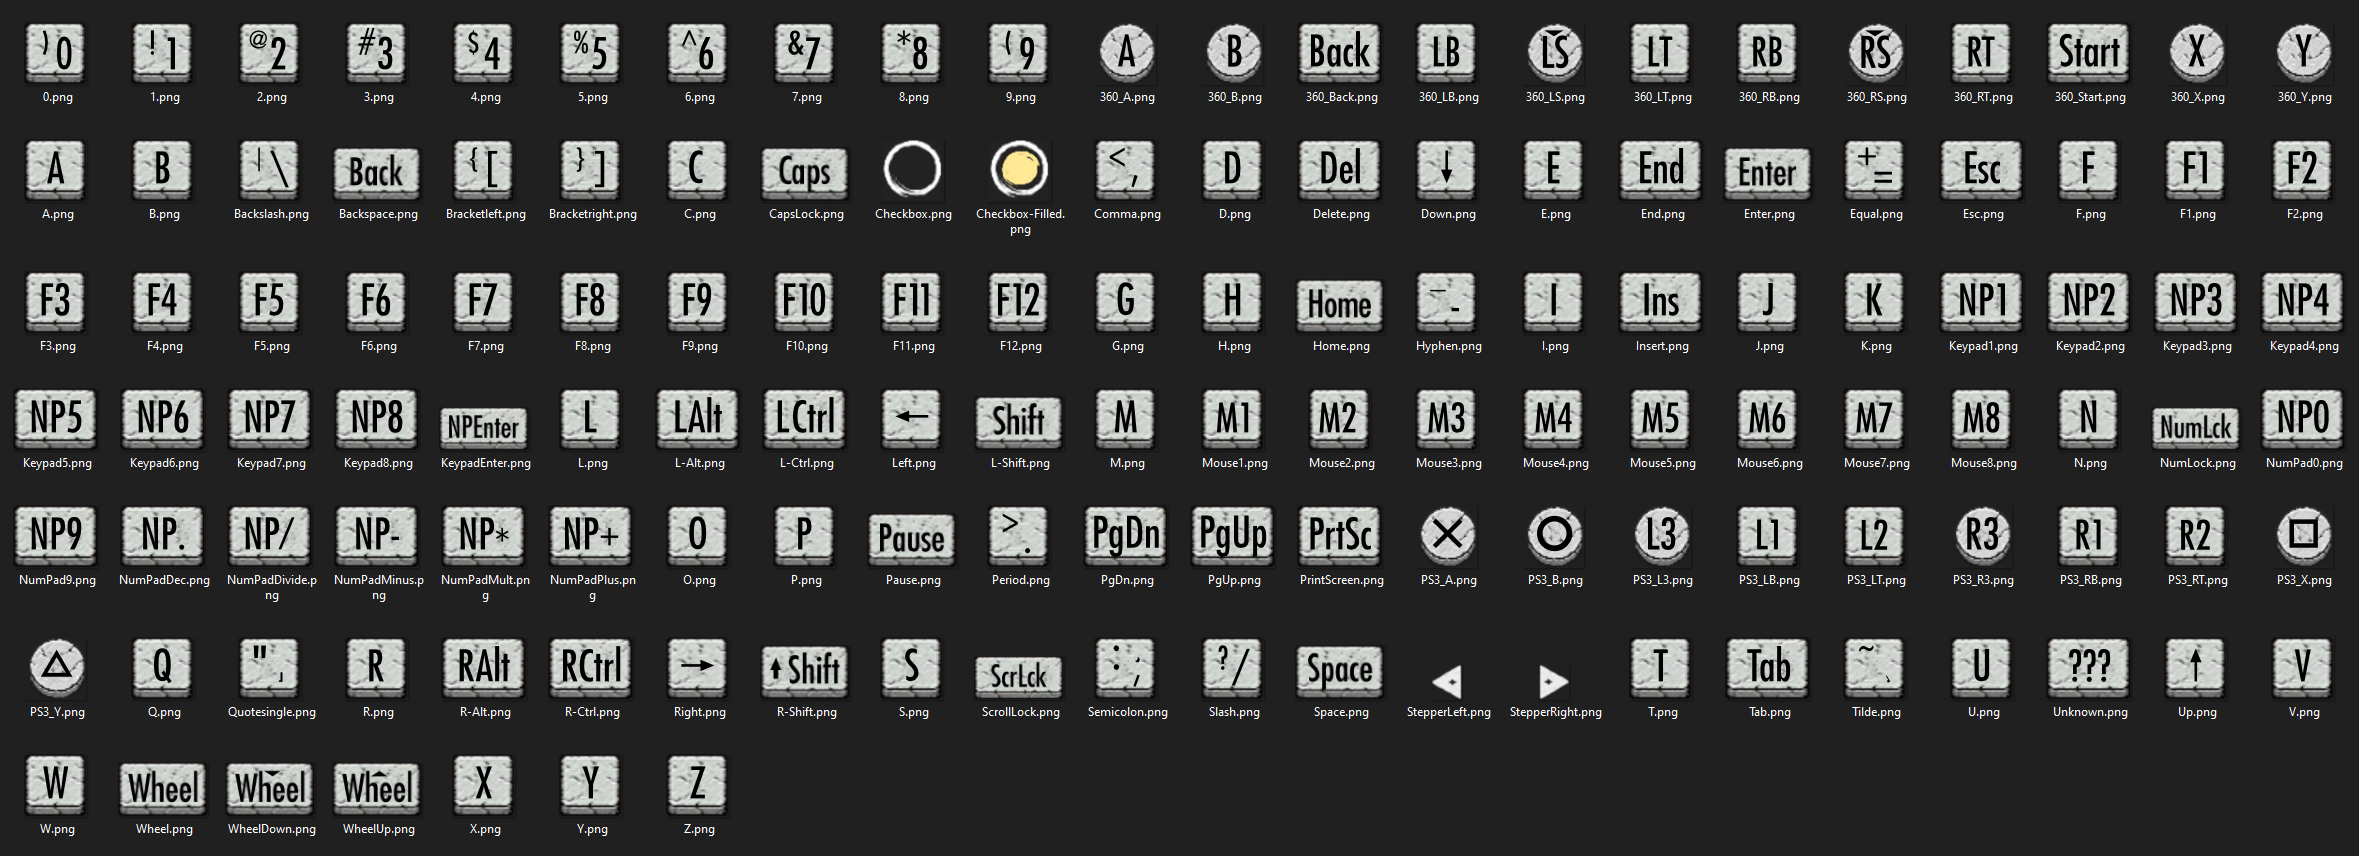 ) 0 ! 1 @ 2 # 3 $ 4 % 5 ^ 6 & 7 * 8 ( 9 A B Back LB LS LT RB RS RT Start X Y
0.png 1.png 2.png 3.png 4.png 5.png 6.png 7.png 8.png 9.png 360_A.png 360_B.png 360_Back.png 360_LB.png 360_LS.png 360_LT.png 360_RB.png 360_RS.png 360_RT.png 360_Start.png 360_X.png 360_Y.png
A B | \ Back { [ } ] C Caps < , D Del ↓ E End Enter + = Esc F F1 F2
A.png B.png Backslash.png Backspace.png Bracketleft.png Bracketright.png C.png CapsLock.png Checkbox.png Checkbox-Filled. Comma.png D.png Delete.png Down.png E.png End.png Enter.png Equal.png Esc.png F.png F1.png F2.png
png
F3 F4 F5 F6 F7 F8 F9 F10 F11 F12 G H Home _ - I Ins J K NP1 NP2 NP3 NP4
F3.png F4.png F5.png F6.png F7.png F8.png F9.png F10.png F11.png F12.png G.png H.png Home.png Hyphen.png I.png Insert.png J.png K.png Keypad1.png Keypad2.png Keypad3.png Keypad4.png
NP5 NP6 NP7 NP8 NPEnter L LAlt LCtrl ← Shift M M1 M2 M3 M4 M5 M6 M7 M8 N NumLck NP0
Keypad5.png Keypad6.png Keypad7.png Keypad8.png KeypadEnter.png L.png L-Alt.png L-Ctrl.png Left.png L-Shift.png M.png Mouse1.png Mouse2.png Mouse3.png Mouse4.png Mouse5.png Mouse6.png Mouse7.png Mouse8.png N.png NumLock.png NumPad0.png
NP9 NP. NP/ NP- NP* NP+ O P Pause > . PgDn PgUp PrtSc ✕ ○ L3 L1 L2 R3 R1 R2 □
NumPad9.png NumPadDec.png NumPadDivide.p NumPadMinus.p NumPadMult.pn NumPadPlus.pn O.png P.png Pause.png Period.png PgDn.png PgUp.png PrintScreen.png PS3_A.png PS3_B.png PS3_L3.png PS3_LB.png PS3_LT.png PS3_R3.png PS3_RB.png PS3_RT.png PS3_X.png
ng ng g g
△ Q " ' R RAlt RCtrl → ↑ Shift S ScrLck : ; ? / Space T Tab ~ ` U ??? ↑ V
PS3_Y.png Q.png Quotesingle.png R.png R-Alt.png R-Ctrl.png Right.png R-Shift.png S.png ScrollLock.png Semicolon.png Slash.png Space.png StepperLeft.png StepperRight.png T.png Tab.png Tilde.png U.png Unknown.png Up.png V.png
W Wheel Wheel Wheel X Y Z
W.png Wheel.png WheelDown.png WheelUp.png X.png Y.png Z.png